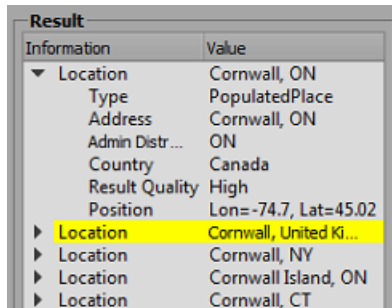 Result
Information Value
Location Cornwall, ON
Type PopulatedPlace
Address Cornwall, ON
Admin Distr... ON
Country Canada
Result Quality High
Position Lon=-74.7, Lat=45.02
Location Cornwall, United Ki...
Location Cornwall, NY
Location Cornwall Island, ON
Location Cornwall, CT